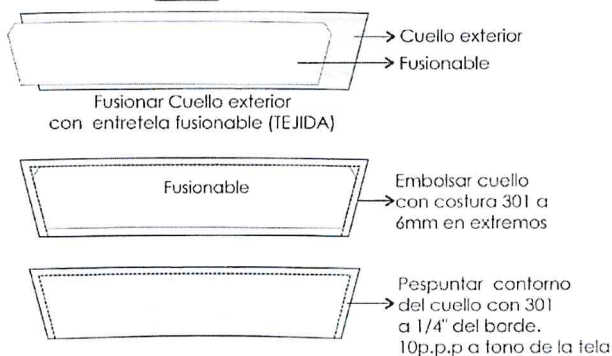 Cuello exterior
Fusionable
Fusionar Cuello exterior
con entretela fusionable (TEJIDA)
Fusionable
Embolsar cuello
con costura 301 a
6mm en extremos
Pespuntar contorno
del cuello con 301
a 1/4" del borde.
10p.p.p a tono de la tela